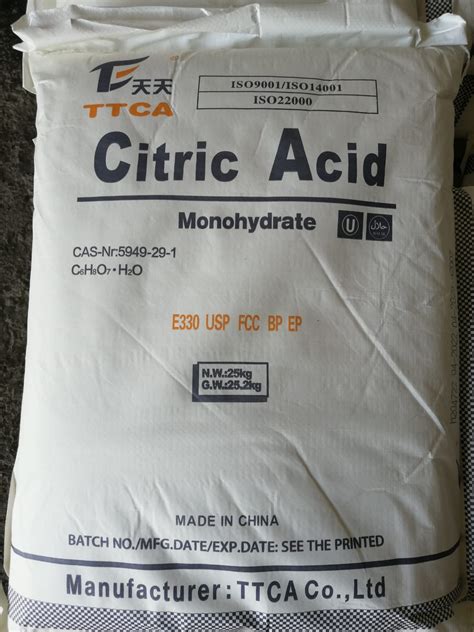 天天
TTCA
ISO9001/ISO14001
ISO22000
Citric Acid
Monohydrate
U
حلال
CAS-Nr:5949-29-1
C₆H₈O₇·H₂O
E330 USP FCC BP EP
N.W.:25kg
G.W.:25.2kg
MADE IN CHINA
BATCH NO./MFG.DATE/EXP.DATE: SEE THE PRINTED
Manufacturer:TTCA Co.,Ltd